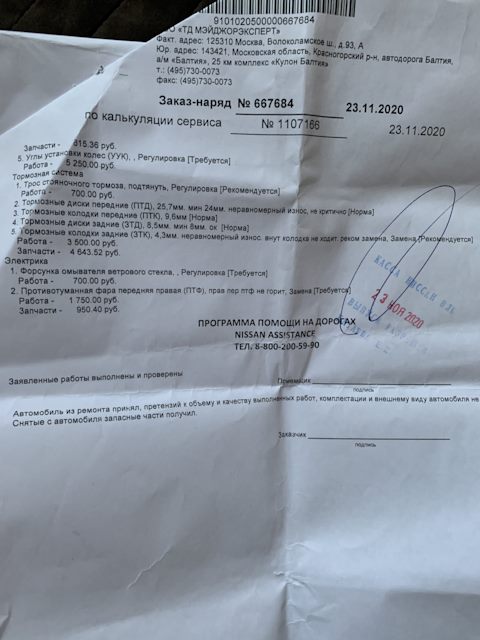 9101020500000667684
"ТД МЭЙДЖОРЭКСПЕРТ"
Факт. адрес: 125310 Москва, Волоколамское ш., д.93, А
Юр. адрес: 143421, Московская область, Красногорский р-н, автодорога Балтия,
а/м «Балтия», 25 км комплекс «Кулон Балтия»
т.: (495)730-0073
факс: (495)730-0073
Заказ-наряд № 667684 23.11.2020
по калькуляции сервиса № 1107166 23.11.2020
Запчасти - 815.36 руб.
5. Углы установки колес (УУК), , Регулировка [Требуется]
Работа - 5 250.00 руб.
Тормозная система
1. Трос стояночного тормоза, подтянуть, Регулировка [Рекомендуется]
Работа - 700.00 руб.
2. Тормозные диски передние (ПТД), 25,7мм. мин 24мм. неравномерный износ, не критично [Норма]
3. Тормозные колодки передние (ПТК), 9,6мм [Норма]
4. Тормозные диски задние (ЗТД), 8,5мм. мин 8мм. ок [Норма]
5. Тормозные колодки задние (ЗТК), 4,3мм. неравномерный износ. внут колодка не ходит. реком замена, Замена [Рекомендуется]
Работа - 3 500.00 руб.
Запчасти - 4 643.52 руб.
Электрика
1. Форсунка омывателя ветрового стекла, , Регулировка [Требуется]
Работа - 700.00 руб.
2. Противотуманная фара передняя правая (ПТФ), прав пер птф не горит, Замена [Требуется]
Работа - 1 750.00 руб.
Запчасти - 950.40 руб.
КАССА НИССАН
23 НОЯ 2020
ПРОГРАММА ПОМОЩИ НА ДОРОГАХ
NISSAN ASSISTANCE
ТЕЛ. 8-800-200-59-90
Заявленные работы выполнены и проверены Приемщик
подпись
Автомобиль из ремонта принял, претензий к объему и качеству выполненных работ, комплектации и внешнему виду автомобиля не
Снятые с автомобиля запасные части получил.
Заказчик
подпись